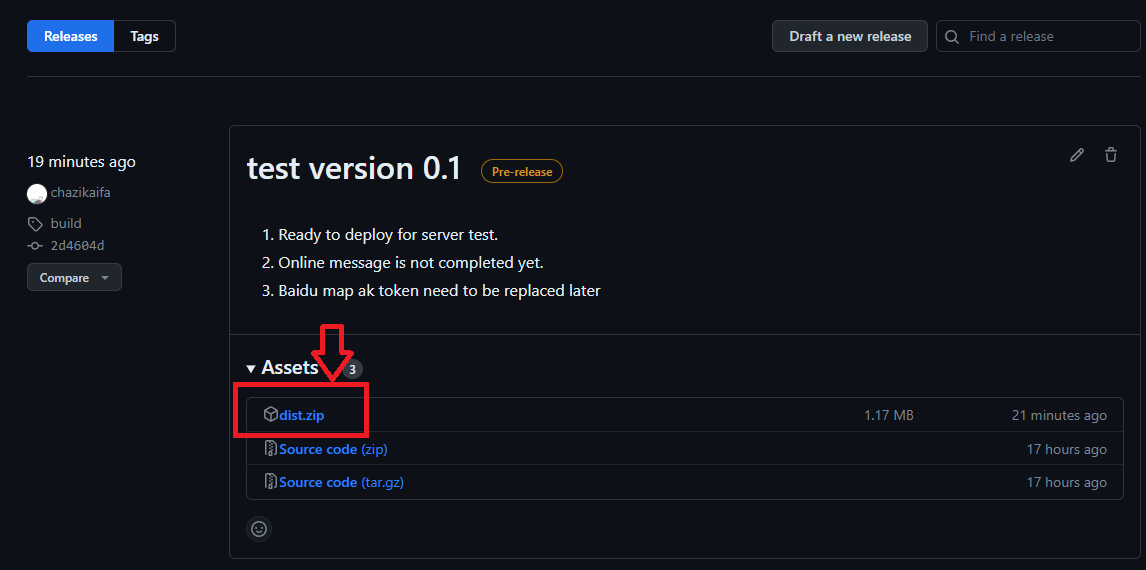 Releases Tags Draft a new release Find a release
19 minutes ago
chazikaifa
build
2d4604d
Compare
test version 0.1 Pre-release
1. Ready to deploy for server test.
2. Online message is not completed yet.
3. Baidu map ak token need to be replaced later
Assets 3
dist.zip 1.17 MB 21 minutes ago
Source code (zip) 17 hours ago
Source code (tar.gz) 17 hours ago